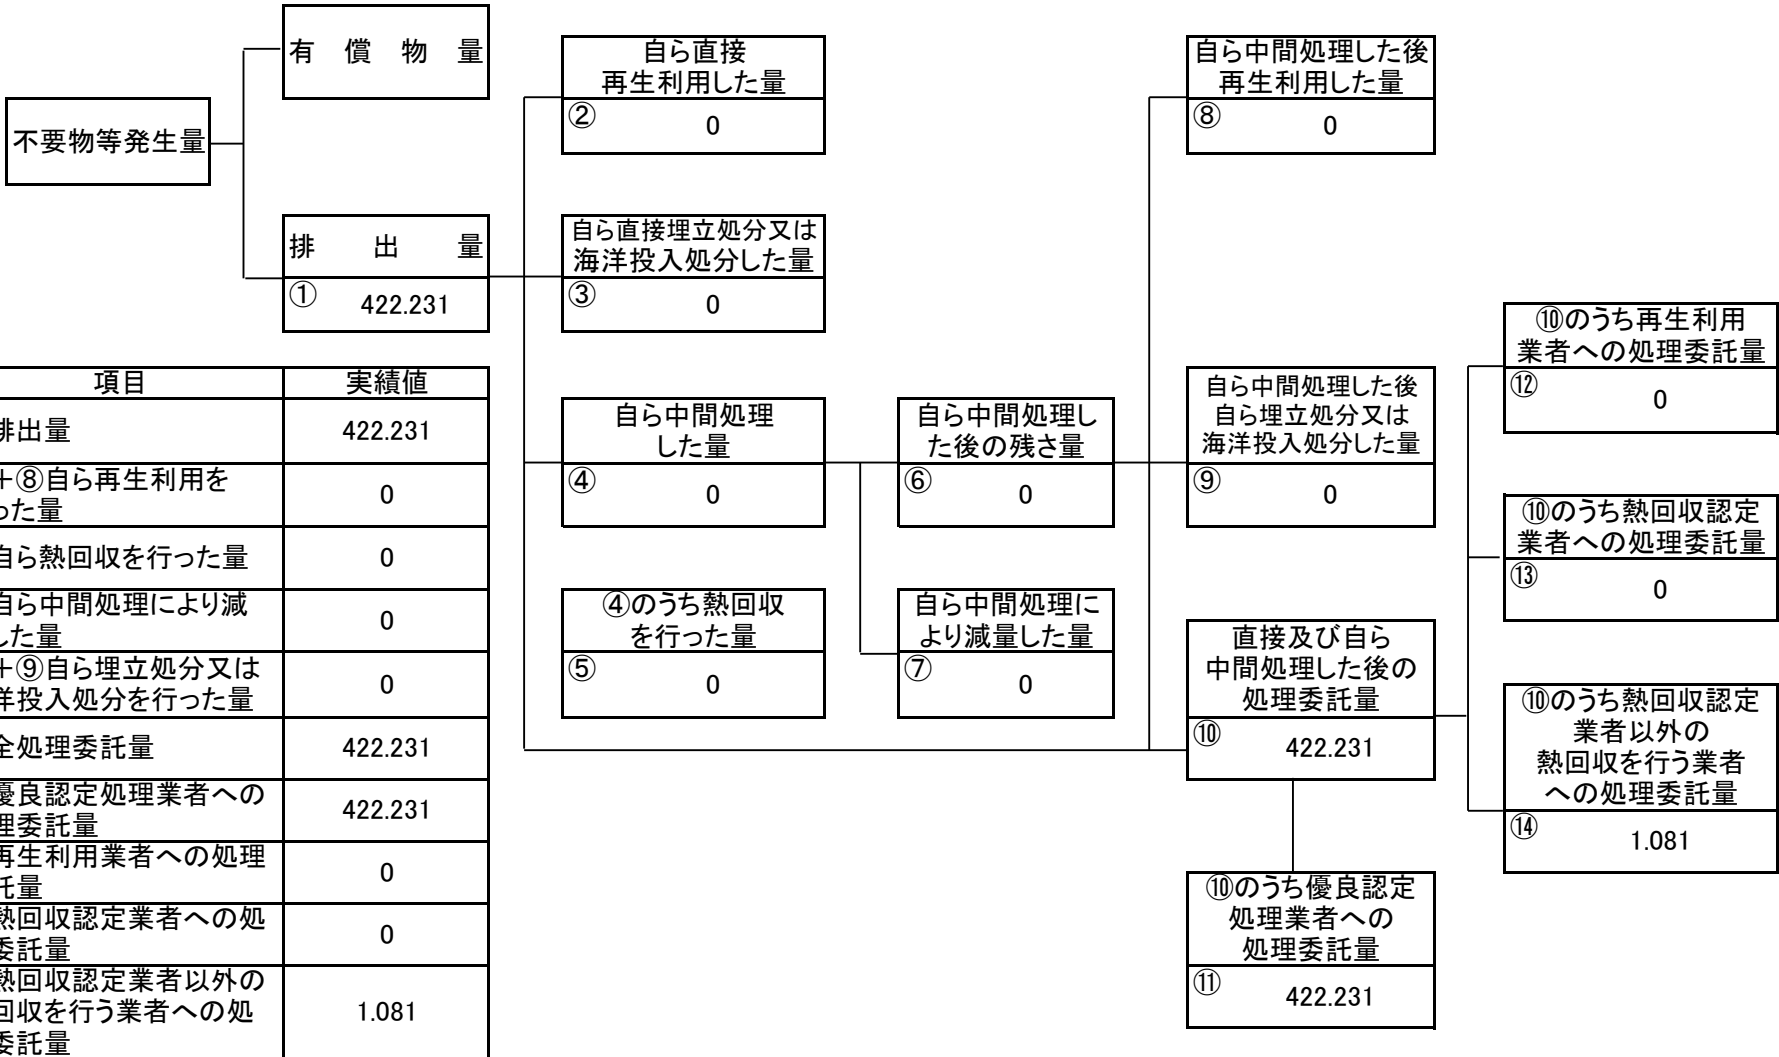 有 償 物 量
不要物等発生量
排 出 量
① 422.231
自ら直接
再生利用した量
② 0
自ら直接埋立処分又は
海洋投入処分した量
③ 0
自ら中間処理
した量
④ 0
④のうち熱回収
を行った量
⑤ 0
自ら中間処理し
た後の残さ量
⑥ 0
自ら中間処理に
より減量した量
⑦ 0
自ら中間処理した後
再生利用した量
⑧ 0
自ら中間処理した後
自ら埋立処分又は
海洋投入処分した量
⑨ 0
直接及び自ら
中間処理した後の
処理委託量
⑩ 422.231
⑩のうち優良認定
処理業者への
処理委託量
⑪ 422.231
⑩のうち再生利用
業者への処理委託量
⑫ 0
⑩のうち熱回収認定
業者への処理委託量
⑬ 0
⑩のうち熱回収認定
業者以外の
熱回収を行う業者
への処理委託量
⑭ 1.081
項目 実績値
排出量 422.231
+⑧自ら再生利用を
った量 0
自ら熱回収を行った量 0
自ら中間処理により減
した量 0
+⑨自ら埋立処分又は
洋投入処分を行った量 0
全処理委託量 422.231
優良認定処理業者への
理委託量 422.231
再生利用業者への処理
託量 0
熱回収認定業者への処
委託量 0
熱回収認定業者以外の
回収を行う業者への処
委託量 1.081